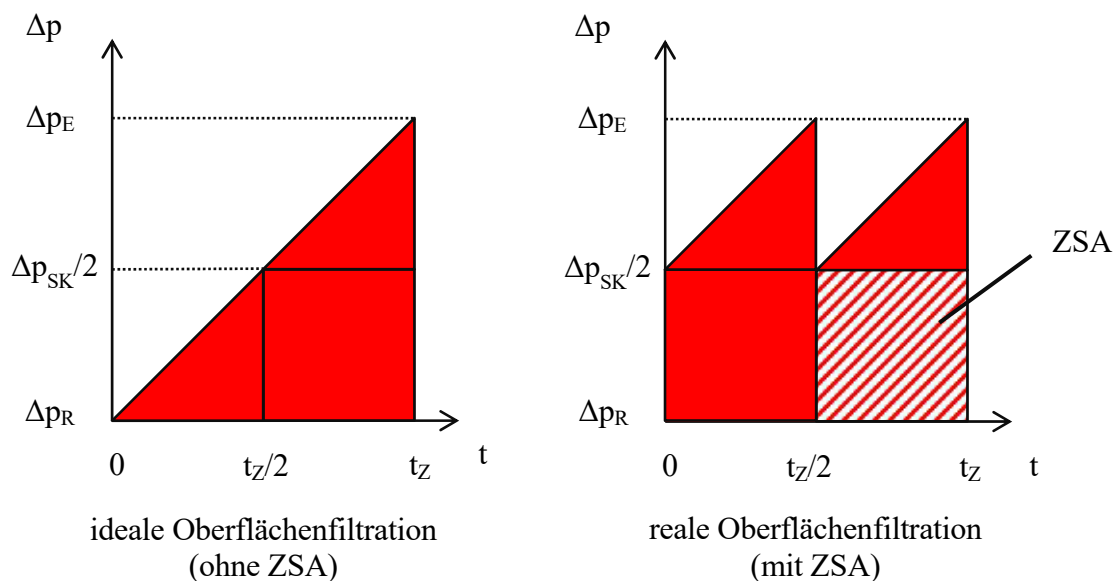 Δp
Δp_E
Δp_SK/2
Δp_R
0
t_Z/2
t_Z
t
ideale Oberflächenfiltration
(ohne ZSA)
Δp
Δp_E
Δp_SK/2
Δp_R
0
t_Z/2
t_Z
t
ZSA
reale Oberflächenfiltration
(mit ZSA)